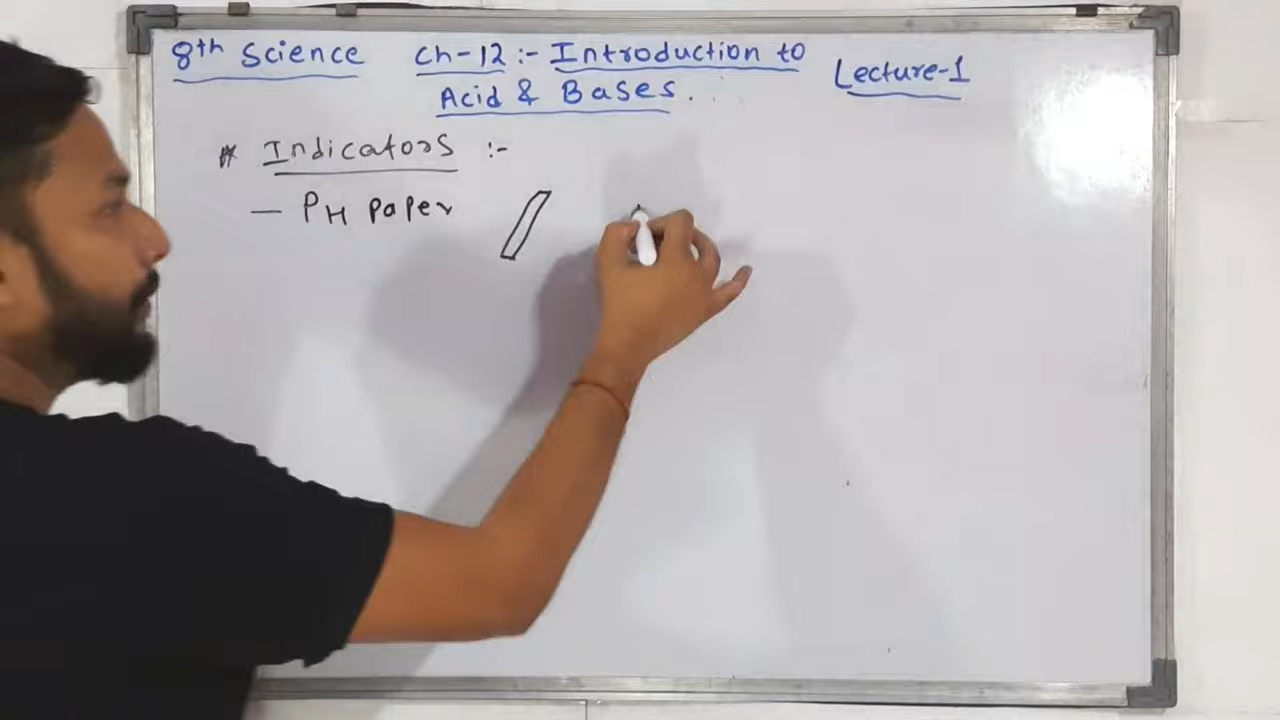 8th Science Ch-12:- Introduction to
Acid & Bases.
Lecture-1
* Indicators :-
— PH paper